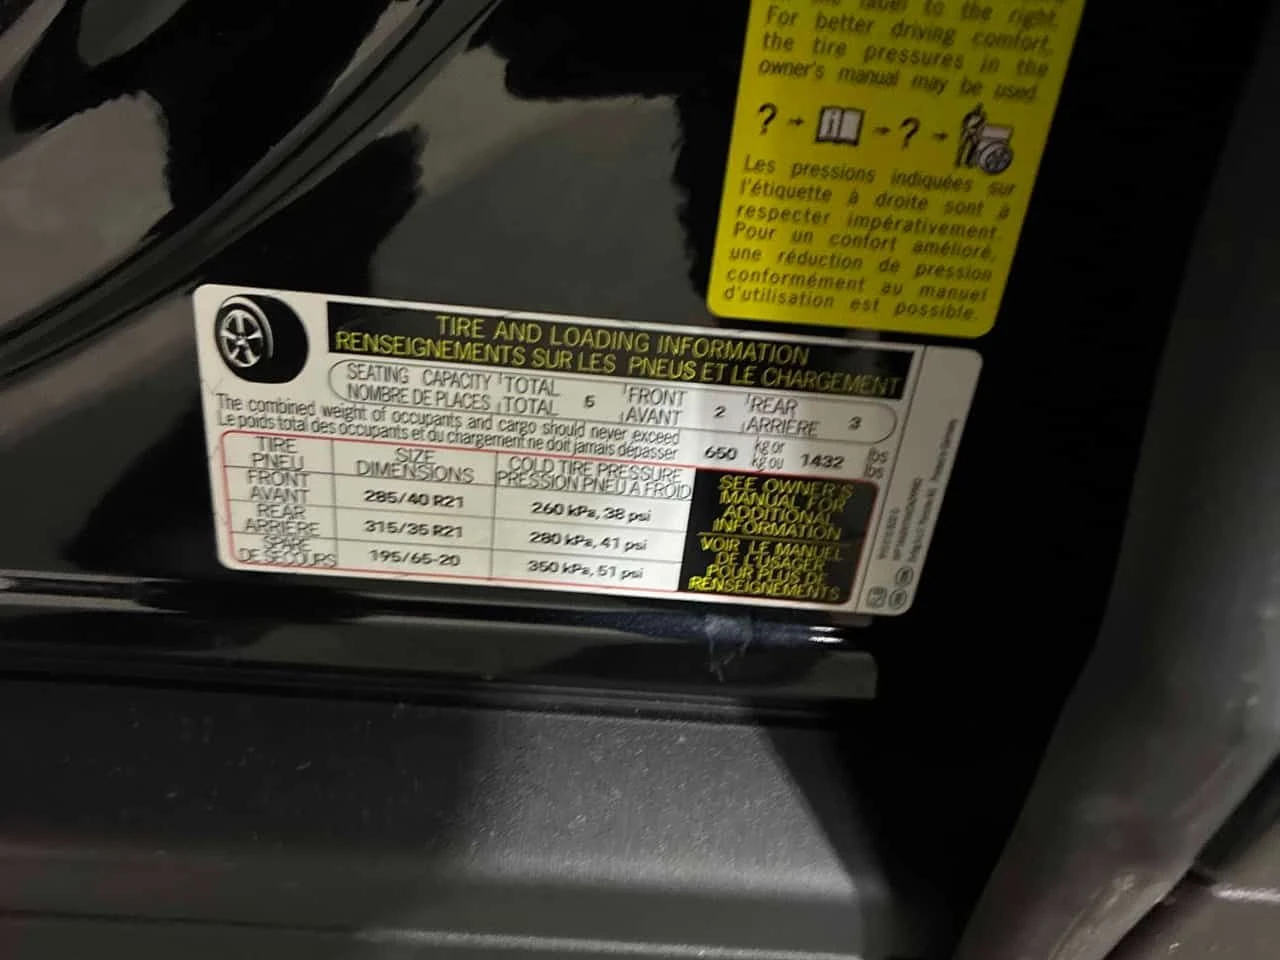 label to the right.
For better driving comfort,
the tire pressures in the
owner's manual may be used.
? → i → ? →
Les pressions indiquées sur
l'étiquette à droite sont à
respecter impérativement.
Pour un confort amélioré,
une réduction de pression
conformément au manuel
d'utilisation est possible.
TIRE AND LOADING INFORMATION
RENSEIGNEMENTS SUR LES PNEUS ET LE CHARGEMENT
SEATING CAPACITY TOTAL 5 FRONT 2 REAR 3
NOMBRE DE PLACES TOTAL AVANT ARRIÈRE
The combined weight of occupants and cargo should never exceed 650 kg or 1432 lbs
Le poids total des occupants et du chargement ne doit jamais dépasser kg ou lbs
TIRE SIZE COLD TIRE PRESSURE
PNEU DIMENSIONS PRESSION PNEU A FROID
FRONT 285/40 R21 260 kPa, 38 psi
AVANT
REAR 315/35 R21 280 kPa, 41 psi
ARRIÈRE
SPARE 195/65-20 350 kPa, 51 psi
DE SECOURS
SEE OWNER'S
MANUAL FOR
ADDITIONAL
INFORMATION
VOIR LE MANUEL
DE L'USAGER
POUR PLUS DE
RENSEIGNEMENTS